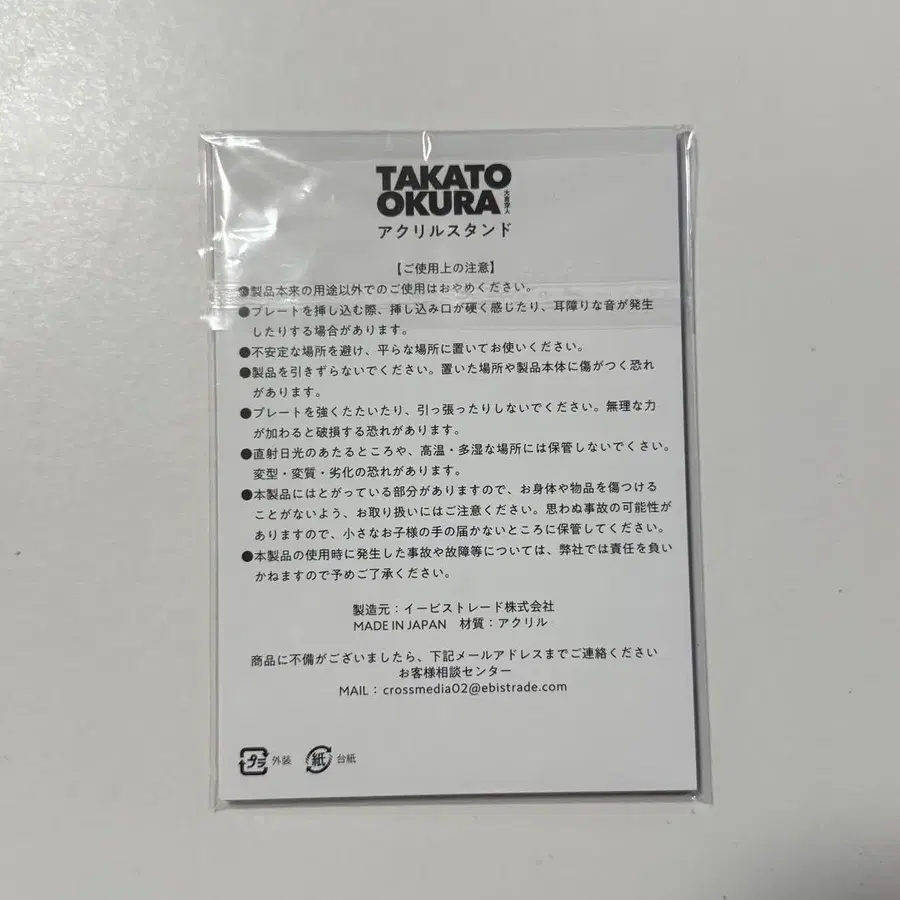 TAKATO
OKURA 大倉空人
アクリルスタンド
【ご使用上の注意】
●製品本来の用途以外でのご使用はおやめください。
●プレートを挿し込む際、挿し込み口が硬く感じたり、耳障りな音が発生
したりする場合があります。
●不安定な場所を避け、平らな場所に置いてお使いください。
●製品を引きずらないでください。置いた場所や製品本体に傷がつく恐れ
があります。
●プレートを強くたたいたり、引っ張ったりしないでください。無理な力
が加わると破損する恐れがあります。
●直射日光のあたるところや、高温・多湿な場所には保管しないでくさい。
変型・変質・劣化の恐れがあります。
●本製品にはとがっている部分がありますので、お身体や物品を傷つける
ことがないよう、お取り扱いにはご注意ください。思わぬ事故の可能性が
ありますので、小さなお子様の手の届かないところに保管してください。
●本製品の使用時に発生した事故や故障等については、弊社では責任を負い
かねますので予めご了承ください。
製造元：イービストレード株式会社
MADE IN JAPAN 材質：アクリル
商品に不備がございましたら、下記メールアドレスまでご連絡ください
お客様相談センター
MAIL：crossmedia02@ebistrade.com
プラ 外装 紙 台紙